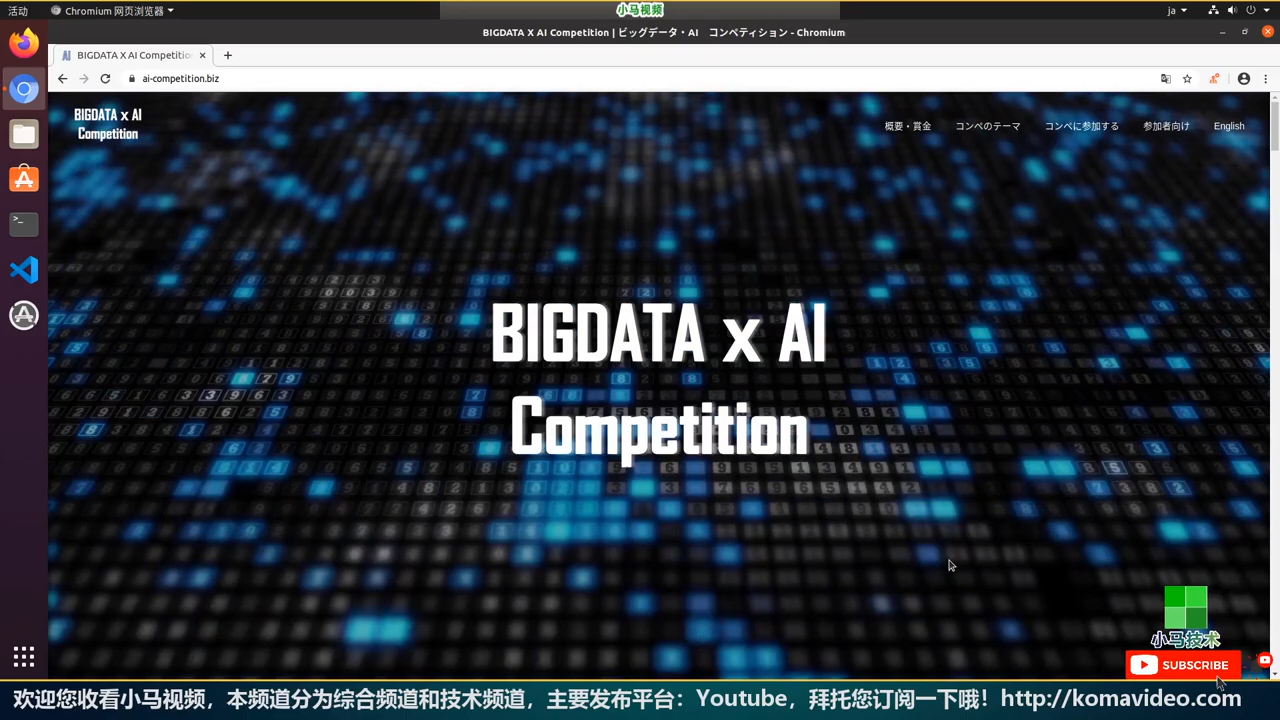 活动
Chromium 网页浏览器
小马视频
ja
BIGDATA X AI Competition | ビッグデータ・AI　コンペティション - Chromium
BIGDATA X AI Competitio
ai-competition.biz
BIGDATA x AI
Competition
概要・賞金
コンペのテーマ
コンペに参加する
参加者向け
English
BIGDATA x AI
Competition
小马技术
SUBSCRIBE
欢迎您收看小马视频，本频道分为综合频道和技术频道，主要发布平台：Youtube，拜托您订阅一下哦！http://komavideo.com